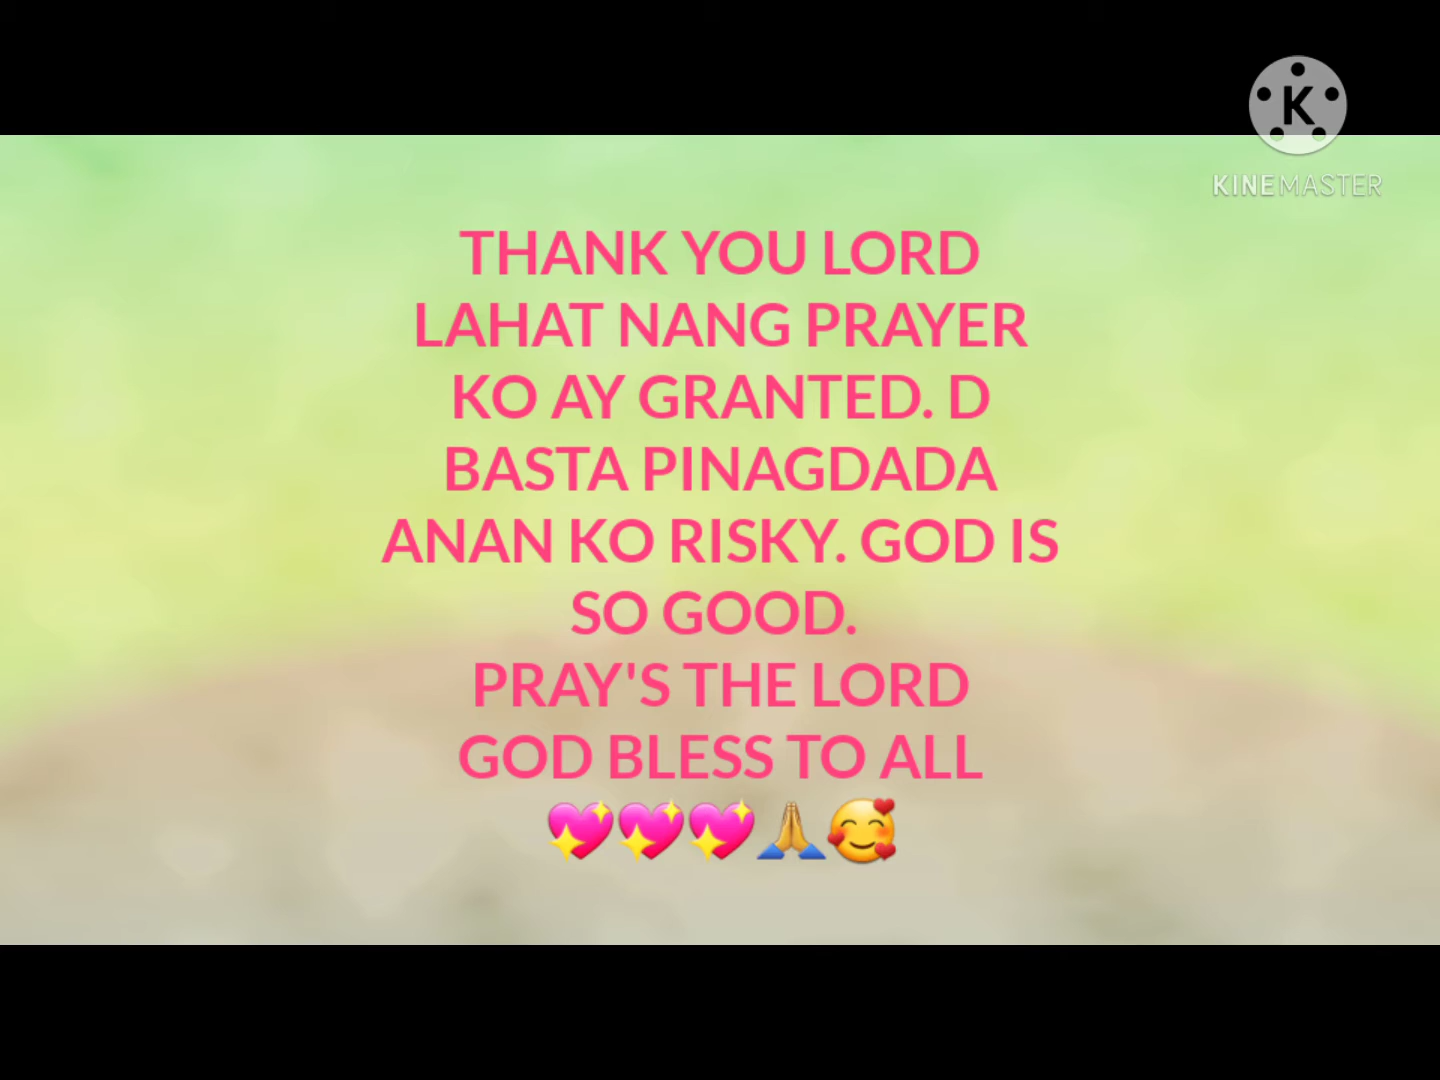 K
KINEMASTER
THANK YOU LORD
LAHAT NANG PRAYER
KO AY GRANTED. D
BASTA PINAGDADA
ANAN KO RISKY. GOD IS
SO GOOD.
PRAY'S THE LORD
GOD BLESS TO ALL
💖💖💖🙏🥰